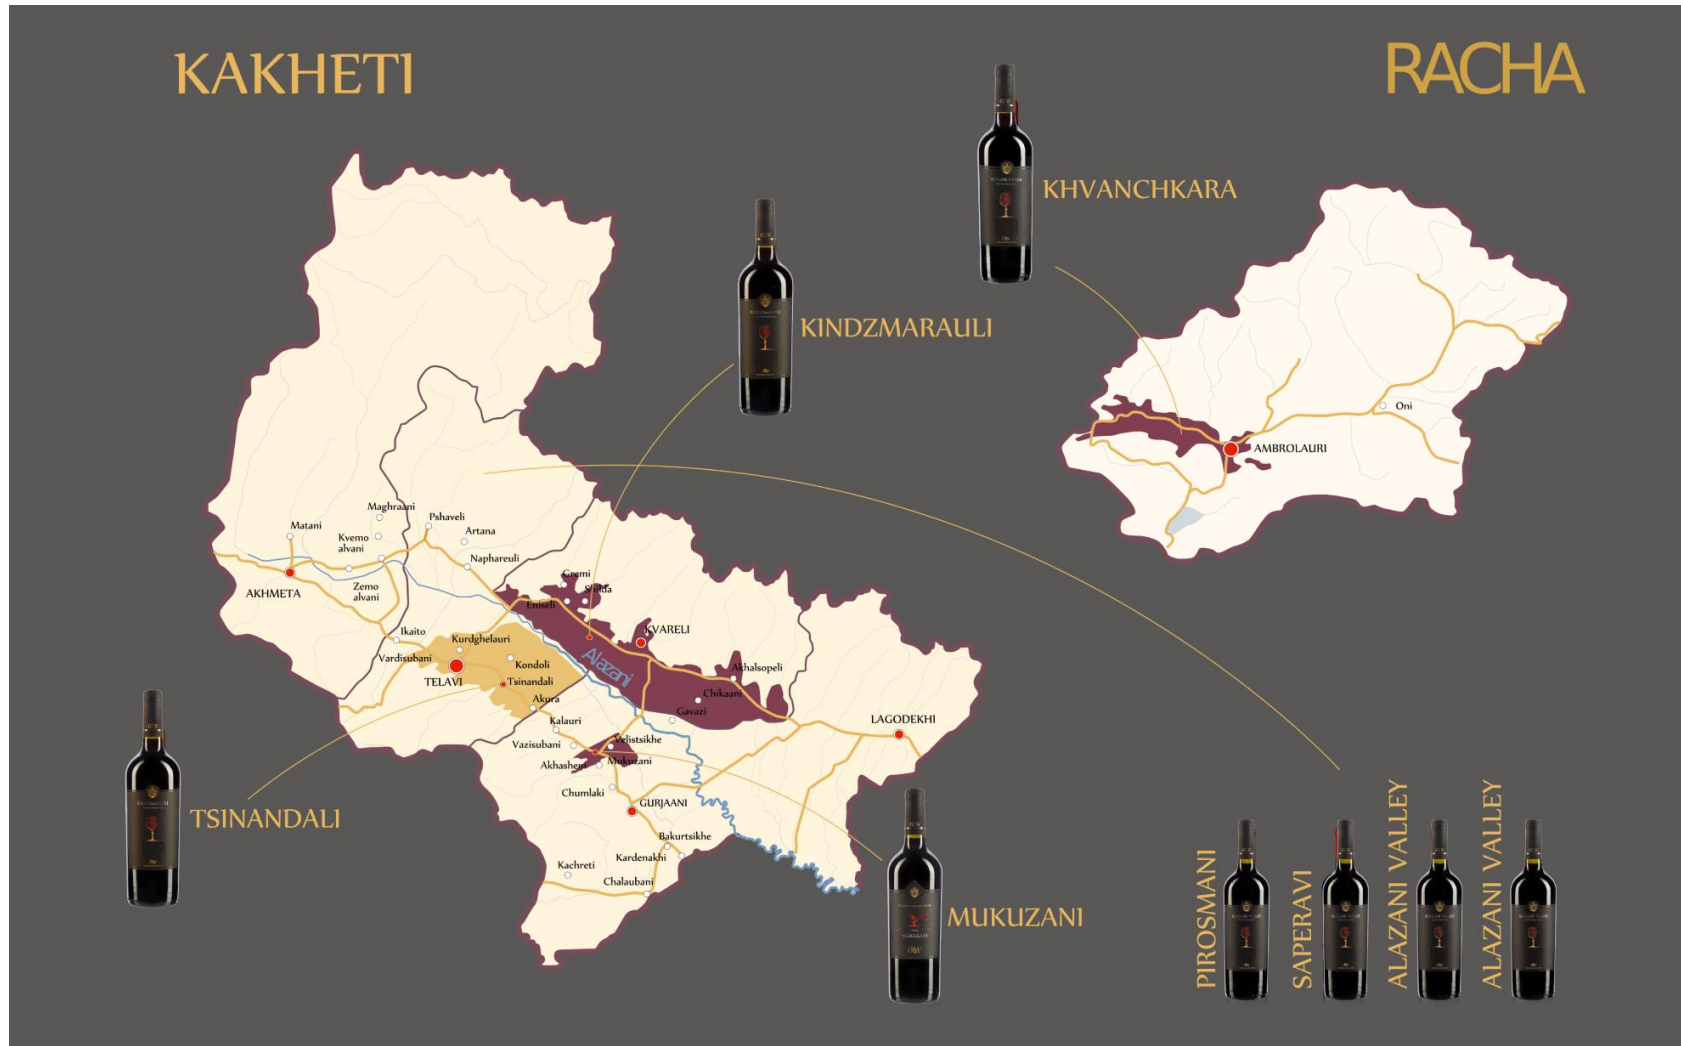 KAKHETI
RACHA
KHVANCHKARA
KINDZMARAULI
Oni
AMBROLAURI
Maghraani
Matani
Pshaveli
Artana
Kvemo
alvani
Naphareuli
AKHMETA
Zemo
alvani
Gremi
Eniseli
Ikaito
KVARELI
Kurdghelauri
Vardisubani
Kondoli
Alazani
Akhalsopeli
TELAVI
Tsinandali
Chikaani
Akura
Gavazi
Kalauri
LAGODEKHI
Vazisubani
Velistsikhe
Akhasheni
Mukuzani
Chumlaki
GURJAANI
TSINANDALI
Bakurtsikhe
Kardenakhi
Kachreti
Chalaubani
MUKUZANI
PIROSMANI
SAPERAVI
ALAZANI VALLEY
ALAZANI VALLEY